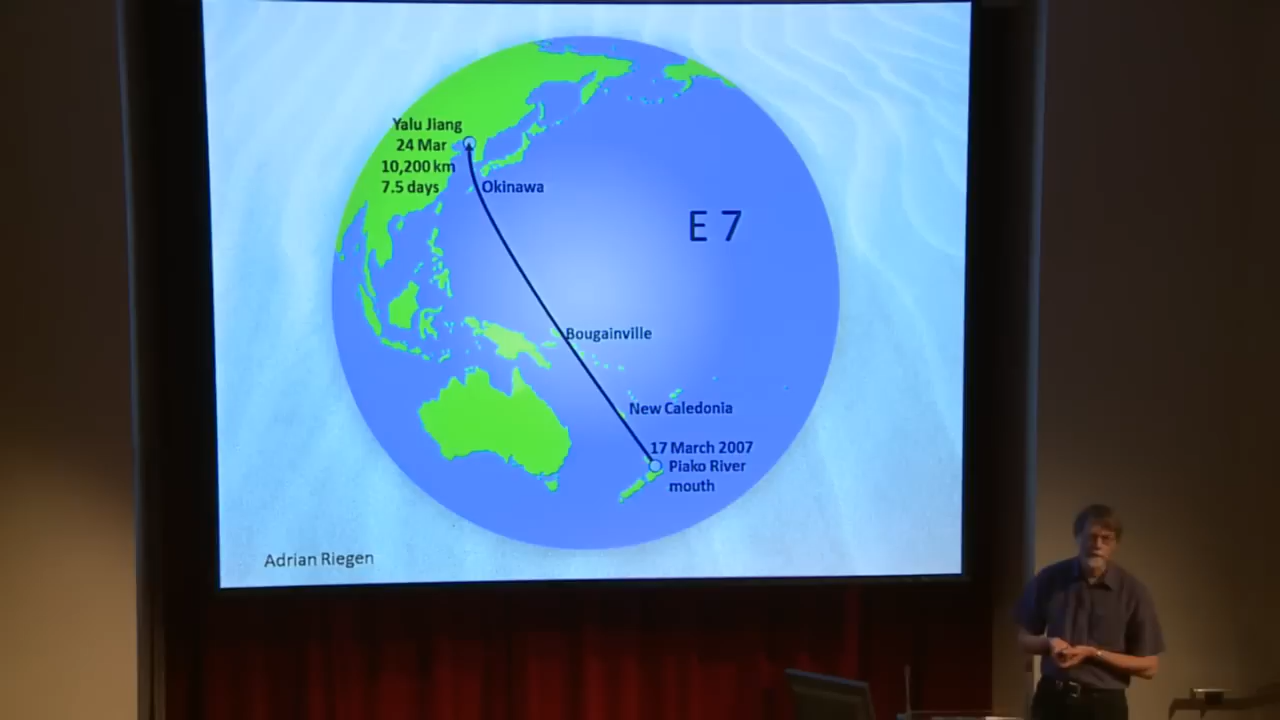 Yalu Jiang
24 Mar
10,200 km
7.5 days
Okinawa
E 7
Bougainville
New Caledonia
17 March 2007
Piako River
mouth
Adrian Riegen